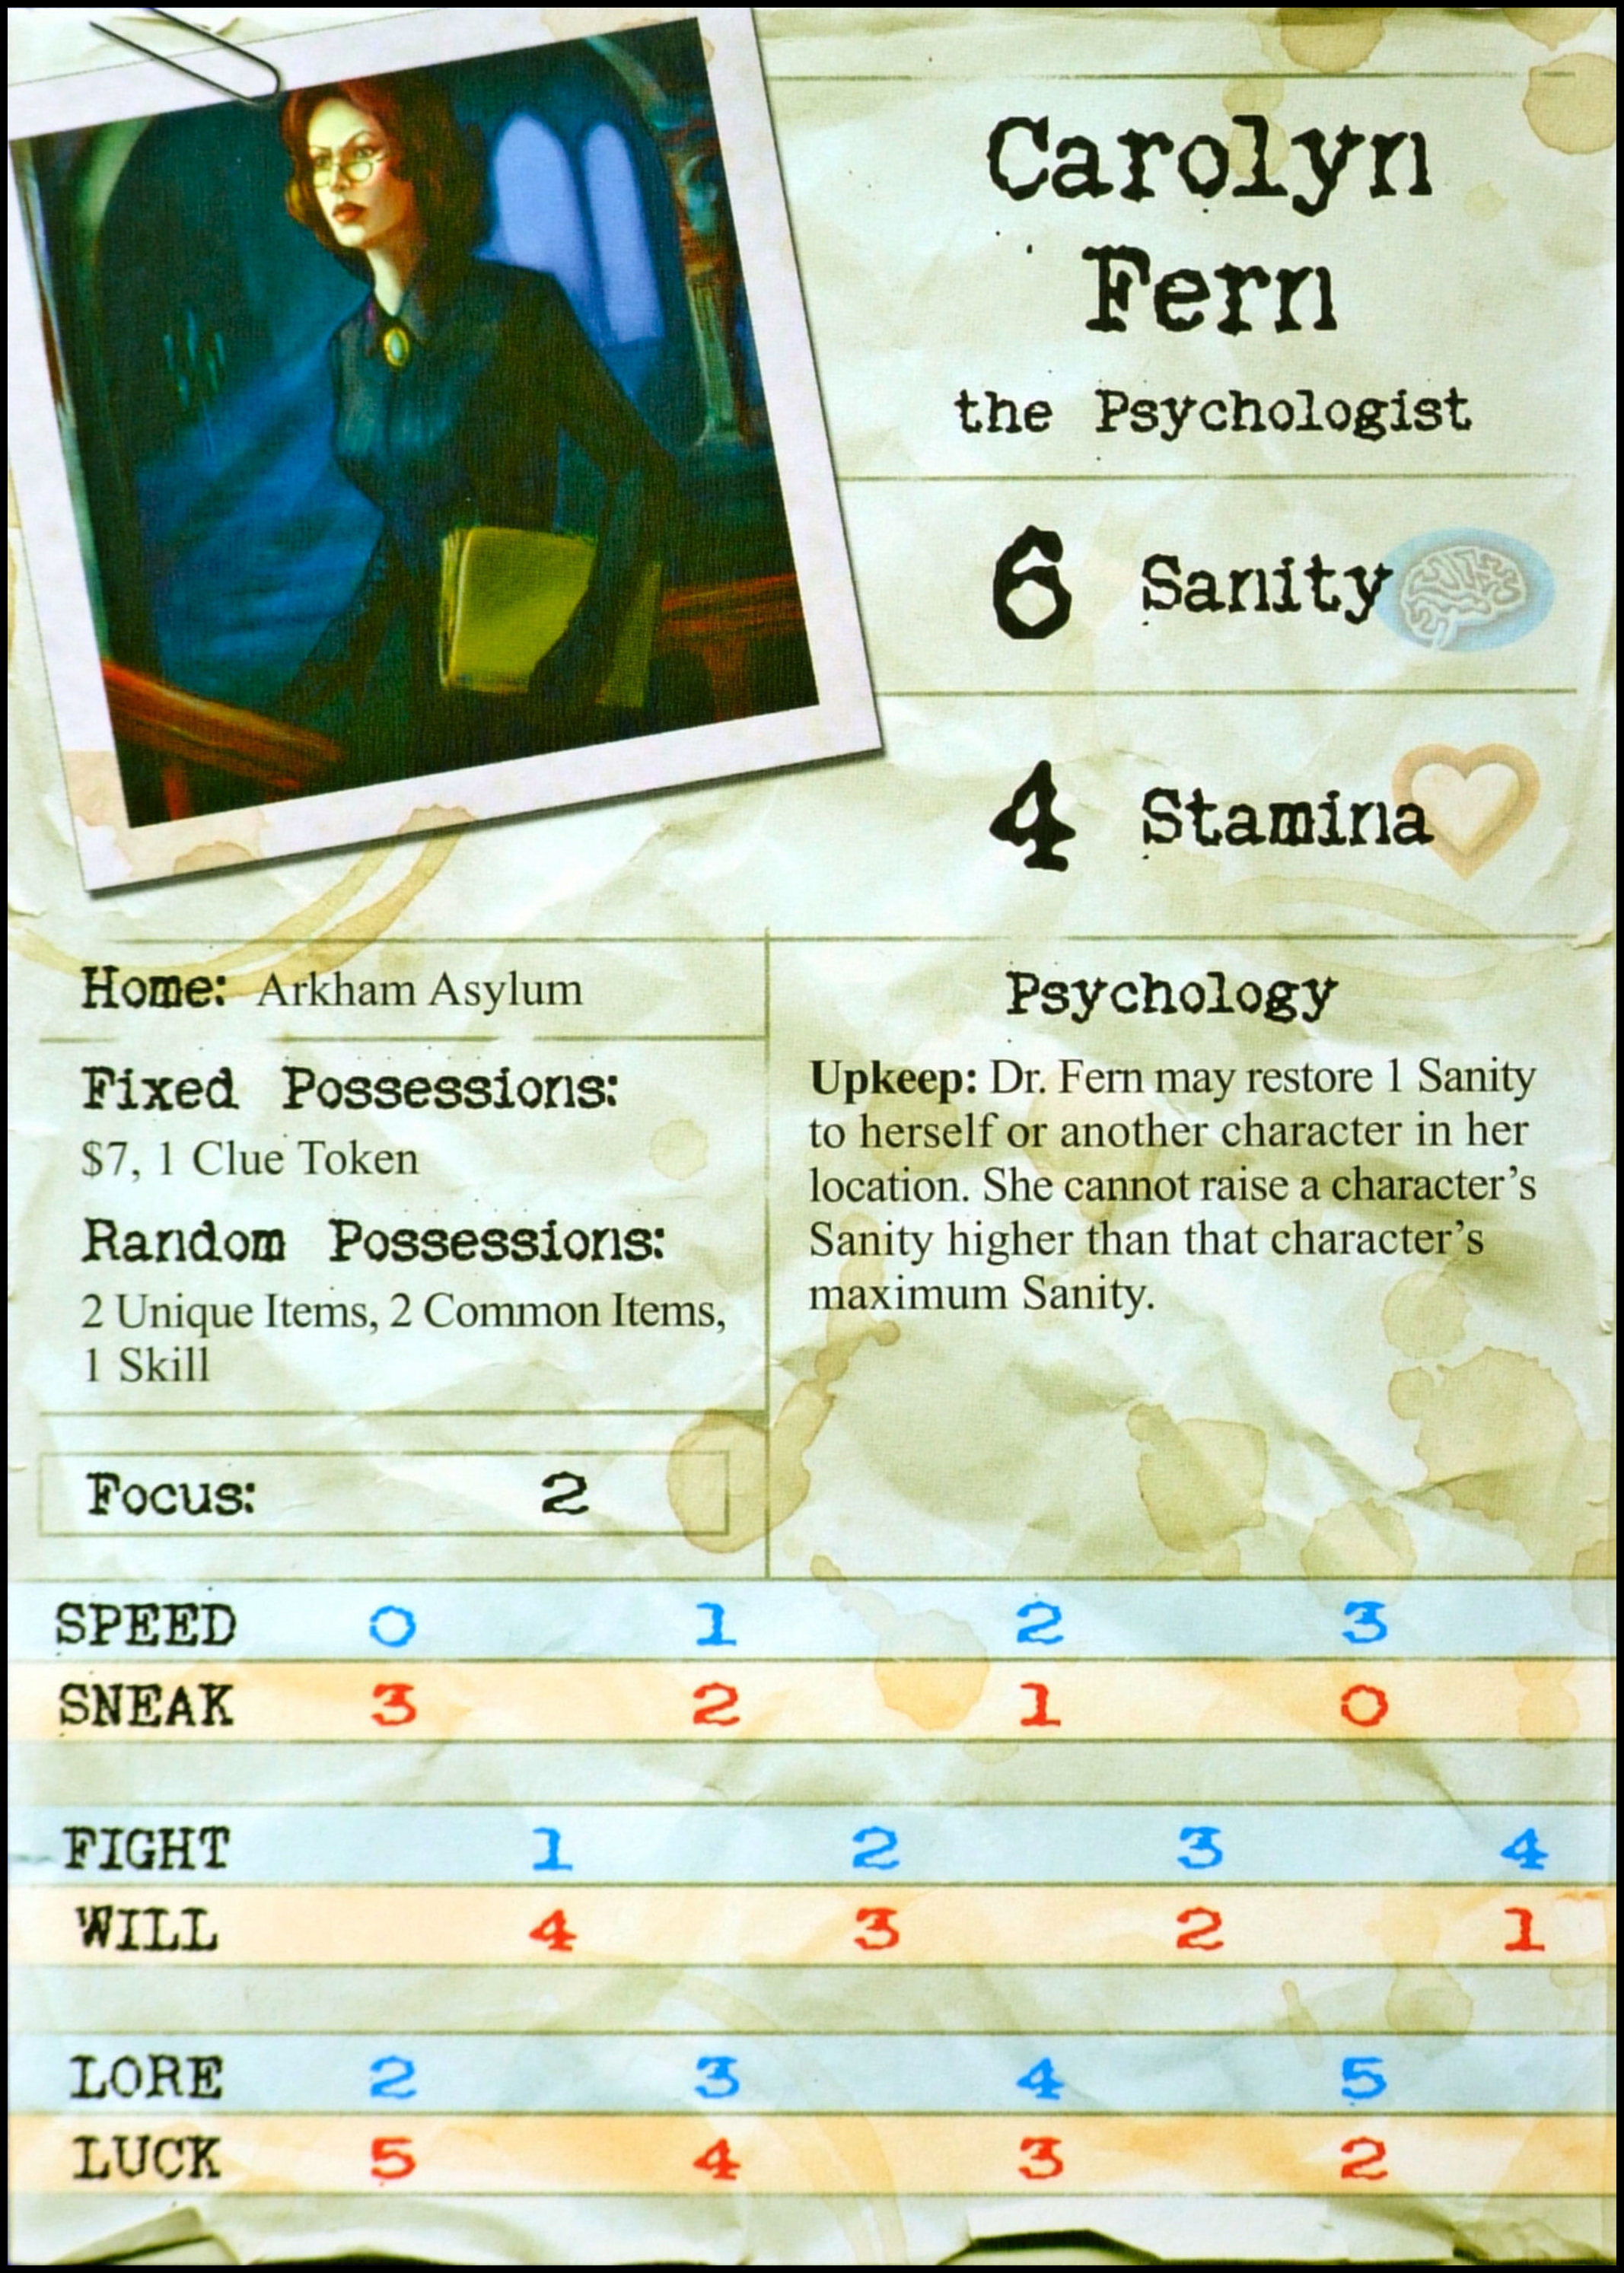 Carolyn
Fern
the Psychologist
6 Sanity
4 Stamina
Home: Arkham Asylum
Fixed Possessions:
$7, 1 Clue Token
Random Possessions:
2 Unique Items, 2 Common Items,
1 Skill
Focus: 2
Psychology
Upkeep: Dr. Fern may restore 1 Sanity
to herself or another character in her
location. She cannot raise a character's
Sanity higher than that character's
maximum Sanity.
SPEED 0 1 2 3
SNEAK 3 2 1 0
FIGHT 1 2 3 4
WILL 4 3 2 1
LORE 2 3 4 5
LUCK 5 4 3 2